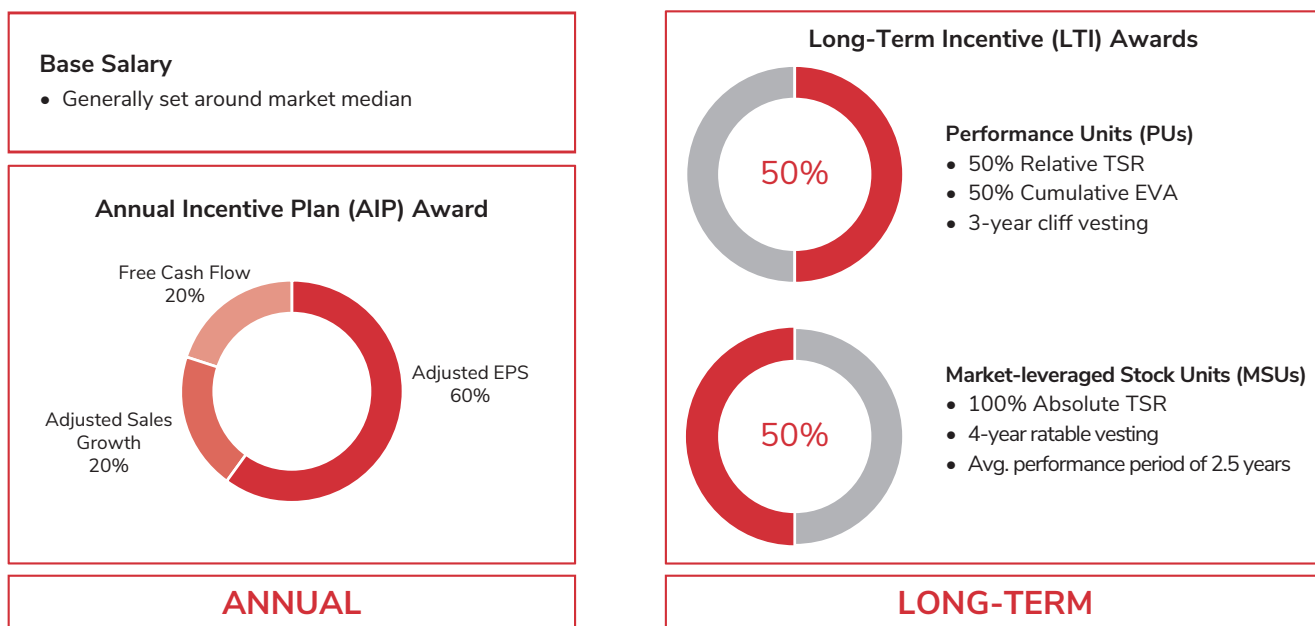 Base Salary
• Generally set around market median
Annual Incentive Plan (AIP) Award
Free Cash Flow
20%
Adjusted EPS
60%
Adjusted Sales
Growth
20%
ANNUAL
Long-Term Incentive (LTI) Awards
50%
Performance Units (PUs)
• 50% Relative TSR
• 50% Cumulative EVA
• 3-year cliff vesting
50%
Market-leveraged Stock Units (MSUs)
• 100% Absolute TSR
• 4-year ratable vesting
• Avg. performance period of 2.5 years
LONG-TERM